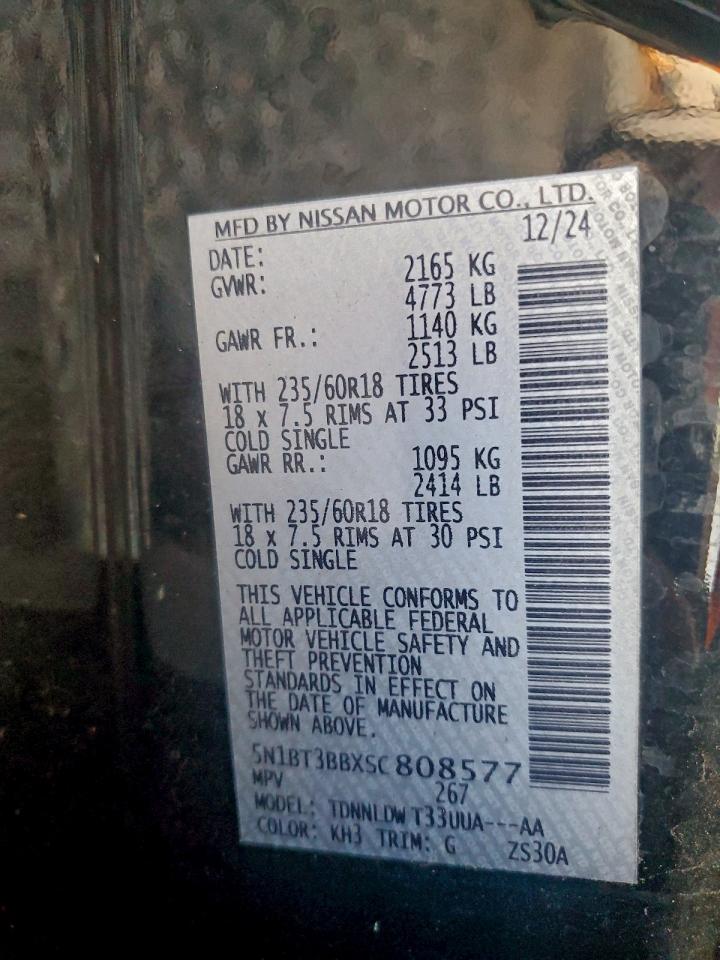 MFD BY NISSAN MOTOR CO., LTD.
DATE: 12/24
GVWR: 2165 KG
4773 LB
GAWR FR.: 1140 KG
2513 LB
WITH 235/60R18 TIRES
18 x 7.5 RIMS AT 33 PSI
COLD SINGLE
GAWR RR.: 1095 KG
2414 LB
WITH 235/60R18 TIRES
18 x 7.5 RIMS AT 30 PSI
COLD SINGLE
THIS VEHICLE CONFORMS TO
ALL APPLICABLE FEDERAL
MOTOR VEHICLE SAFETY AND
THEFT PREVENTION
STANDARDS IN EFFECT ON
THE DATE OF MANUFACTURE
SHOWN ABOVE.
5N1BT3BBXSC808577
MPV 267
MODEL: TDNNLDW T33UUA---AA
COLOR: KH3 TRIM: G ZS30A